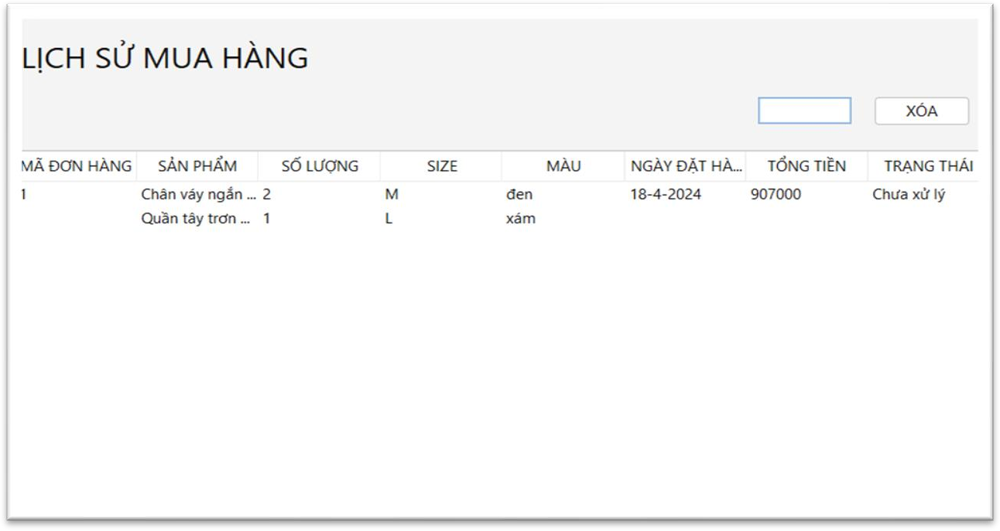 LỊCH SỬ MUA HÀNG
XÓA
MÃ ĐƠN HÀNG SẢN PHẨM SỐ LƯỢNG SIZE MÀU NGÀY ĐẶT HÀ... TỔNG TIỀN TRẠNG THÁI
1 Chân váy ngắn ... 2 M đen 18-4-2024 907000 Chưa xử lý
Quần tây trơn ... 1 L xám